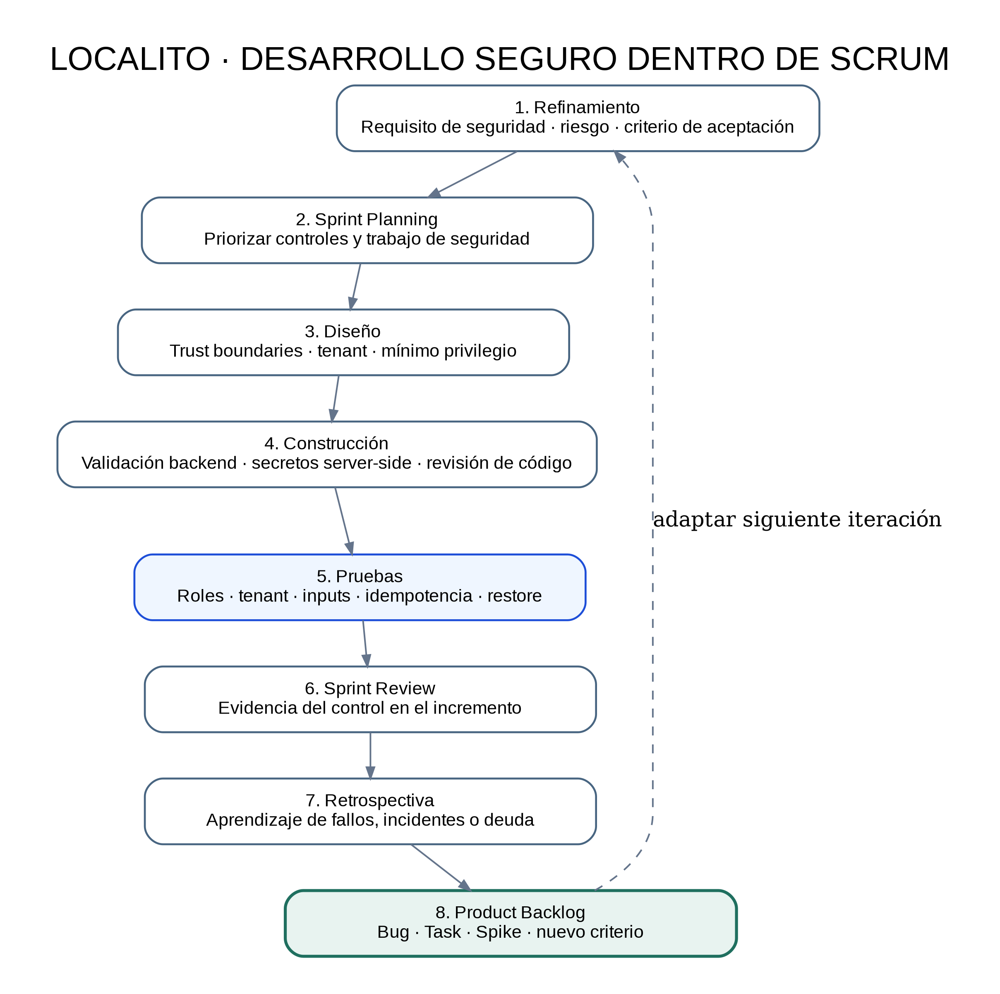 LOCALITO · DESARROLLO SEGURO DENTRO DE SCRUM
1. Refinamiento
Requisito de seguridad · riesgo · criterio de aceptación
2. Sprint Planning
Priorizar controles y trabajo de seguridad
3. Diseño
Trust boundaries · tenant · mínimo privilegio
4. Construcción
Validación backend · secretos server-side · revisión de código
adaptar siguiente iteración
5. Pruebas
Roles · tenant · inputs · idempotencia · restore
6. Sprint Review
Evidencia del control en el incremento
7. Retrospectiva
Aprendizaje de fallos, incidentes o deuda
8. Product Backlog
Bug · Task · Spike · nuevo criterio